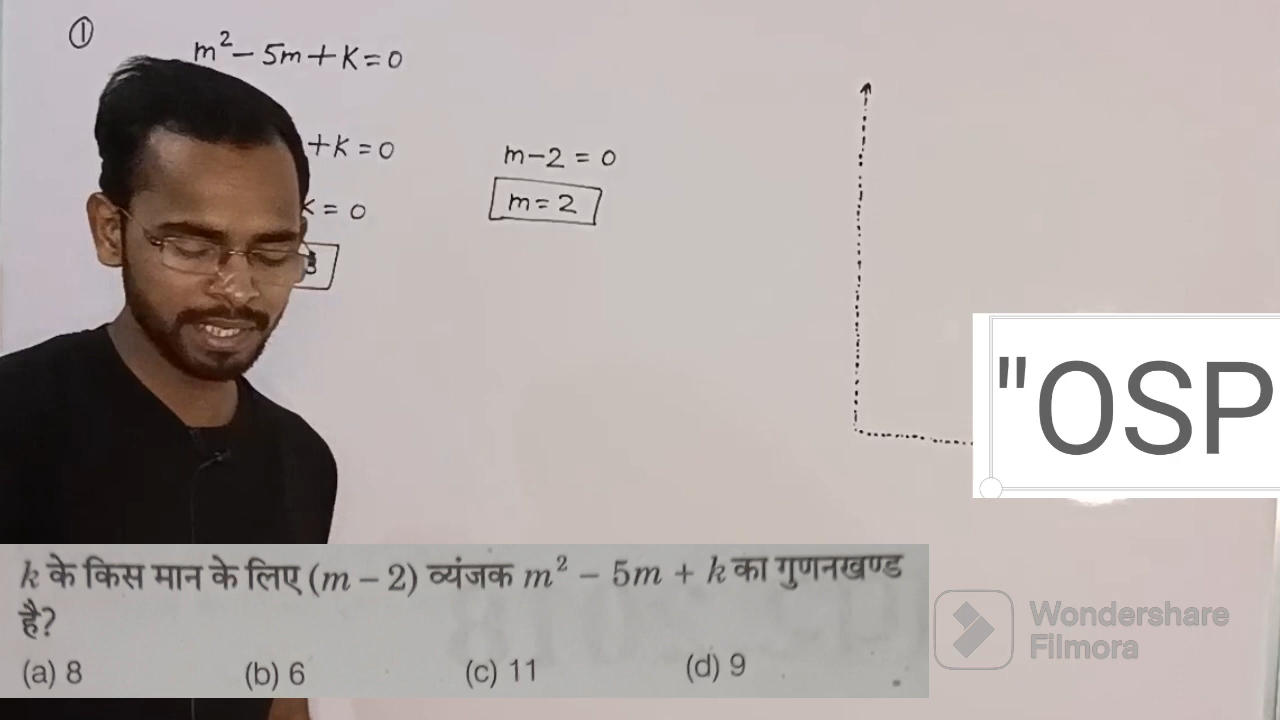 ①
m² − 5m + K = 0
+K = 0
m−2 = 0
K = 0
m = 2
"OSP
k के किस मान के लिए (m − 2) व्यंजक m² − 5m + k का गुणनखण्ड
है?
(a) 8 (b) 6 (c) 11 (d) 9
Wondershare
Filmora